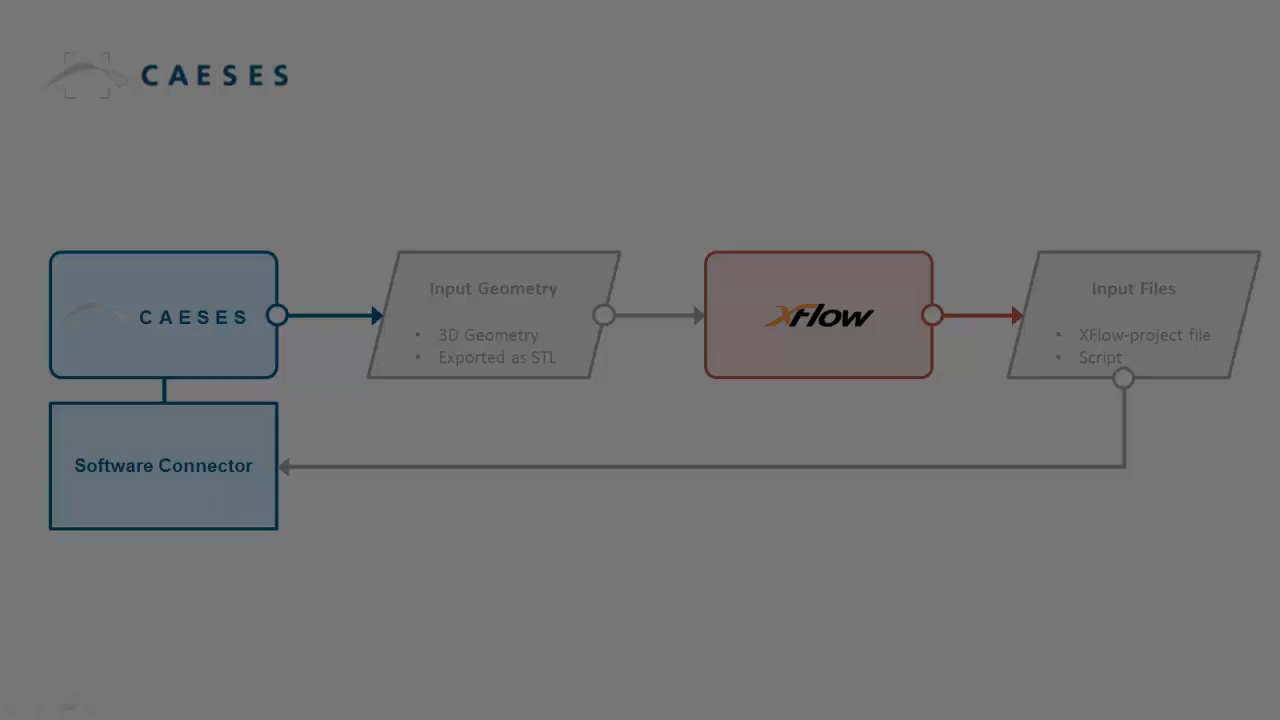 CAESES
CAESES
Input Geometry
• 3D Geometry
• Exported as STL
XFlow
Input Files
• XFlow-project file
• Script
Software Connector